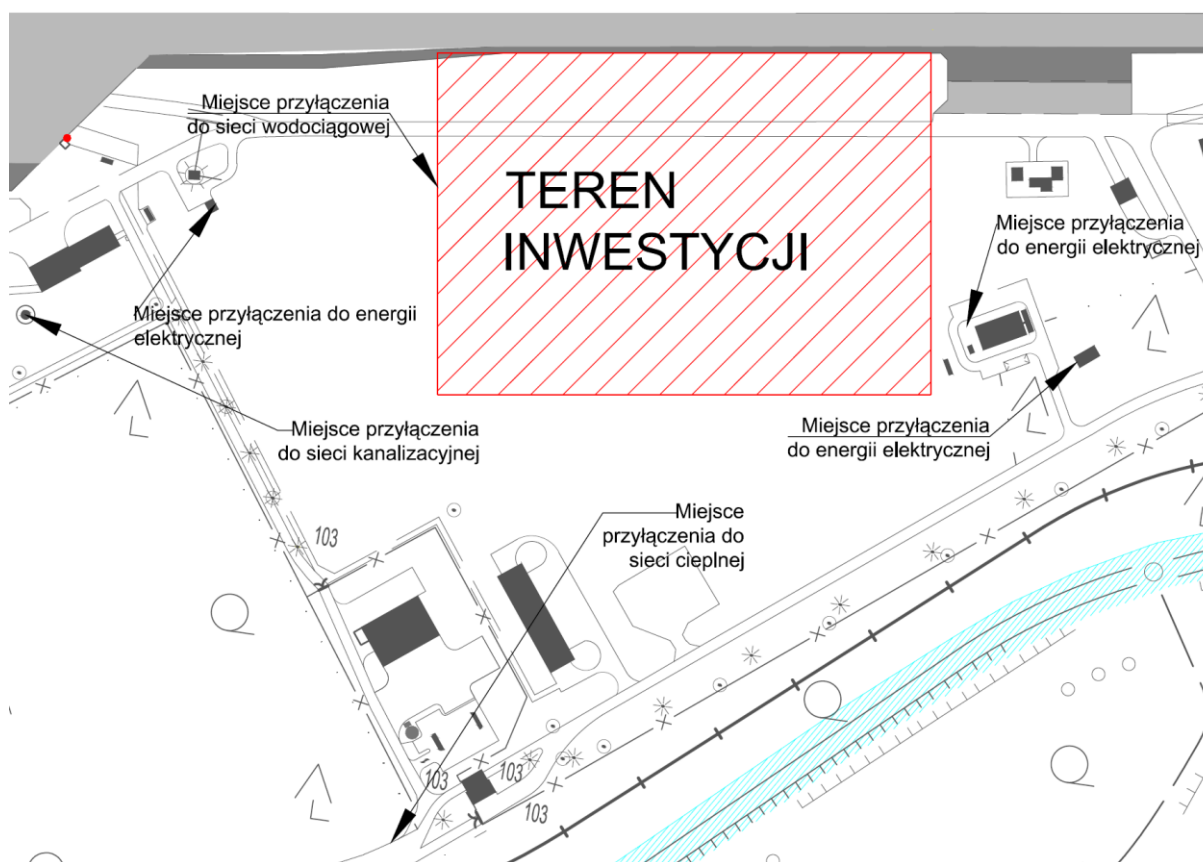 Miejsce przyłączenia
do sieci wodociągowej
TEREN
INWESTYCJI
Miejsce przyłączenia
do energii elektrycznej
Miejsce przyłączenia do energii
elektrycznej
Miejsce przyłączenia
do sieci kanalizacyjnej
Miejsce przyłączenia
do energii elektrycznej
Miejsce
przyłączenia do
sieci cieplnej
103
103
103
103